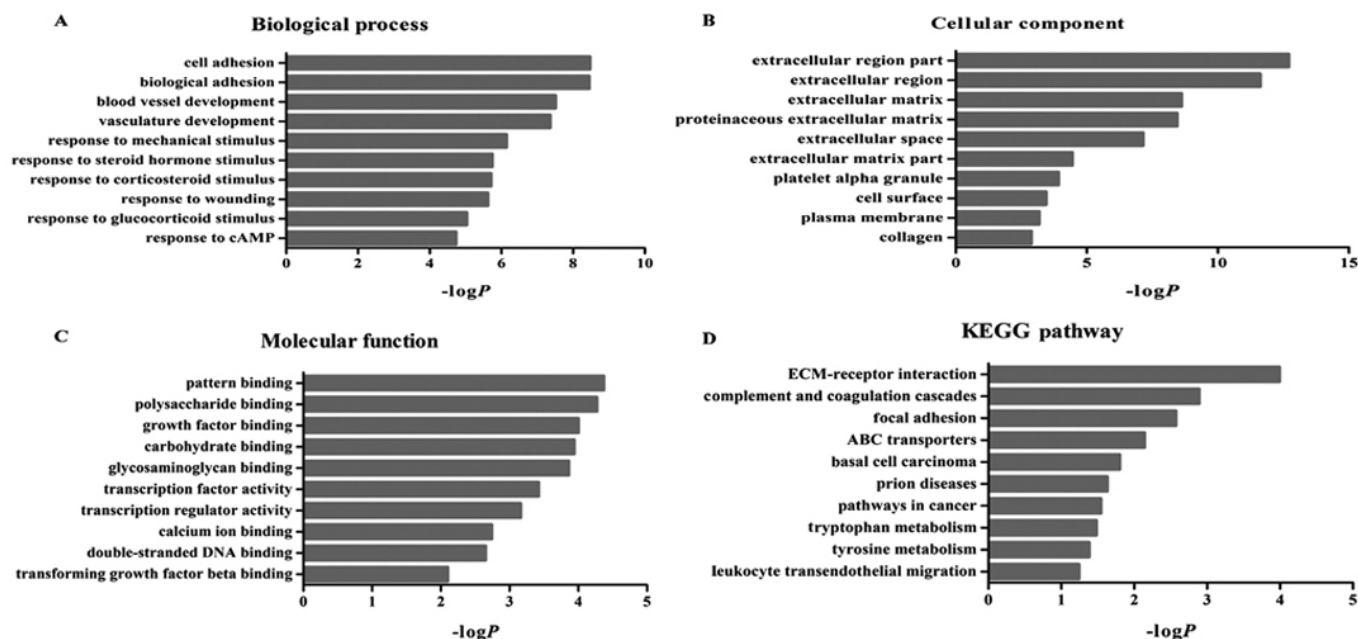 A
Biological process
cell adhesion
biological adhesion
blood vessel development
vasculature development
response to mechanical stimulus
response to steroid hormone stimulus
response to corticosteroid stimulus
response to wounding
response to glucocorticoid stimulus
response to cAMP
0 2 4 6 8 10
-logP
B
Cellular component
extracellular region part
extracellular region
extracellular matrix
proteinaceous extracellular matrix
extracellular space
extracellular matrix part
platelet alpha granule
cell surface
plasma membrane
collagen
0 5 10 15
-logP
C
Molecular function
pattern binding
polysaccharide binding
growth factor binding
carbohydrate binding
glycosaminoglycan binding
transcription factor activity
transcription regulator activity
calcium ion binding
double-stranded DNA binding
transforming growth factor beta binding
0 1 2 3 4 5
-logP
D
KEGG pathway
ECM-receptor interaction
complement and coagulation cascades
focal adhesion
ABC transporters
basal cell carcinoma
prion diseases
pathways in cancer
tryptophan metabolism
tyrosine metabolism
leukocyte transendothelial migration
0 1 2 3 4 5
-logP